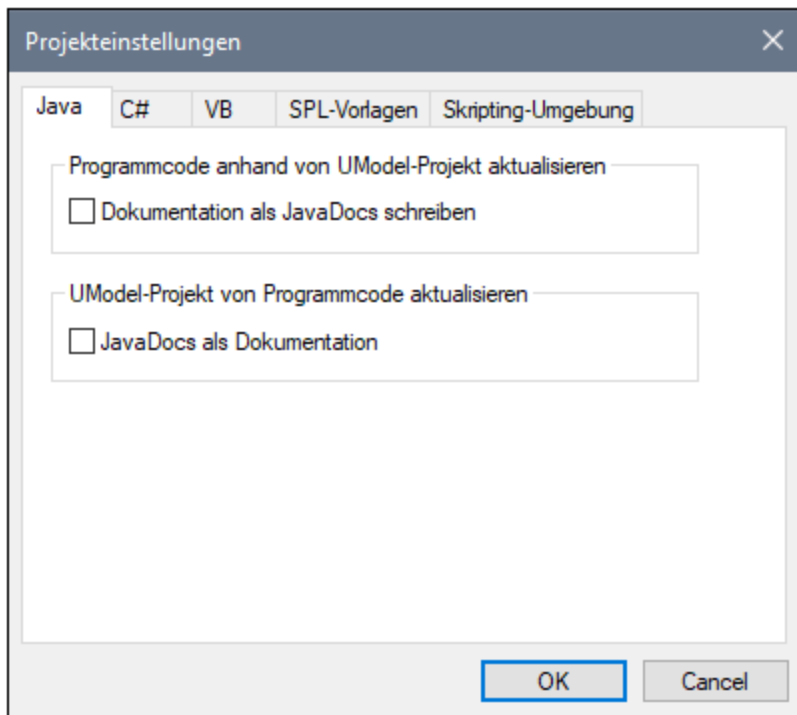 Projekteinstellungen
Java C# VB SPL-Vorlagen Skripting-Umgebung
Programmcode anhand von UModel-Projekt aktualisieren
Dokumentation als JavaDocs schreiben
UModel-Projekt von Programmcode aktualisieren
JavaDocs als Dokumentation
OK Cancel